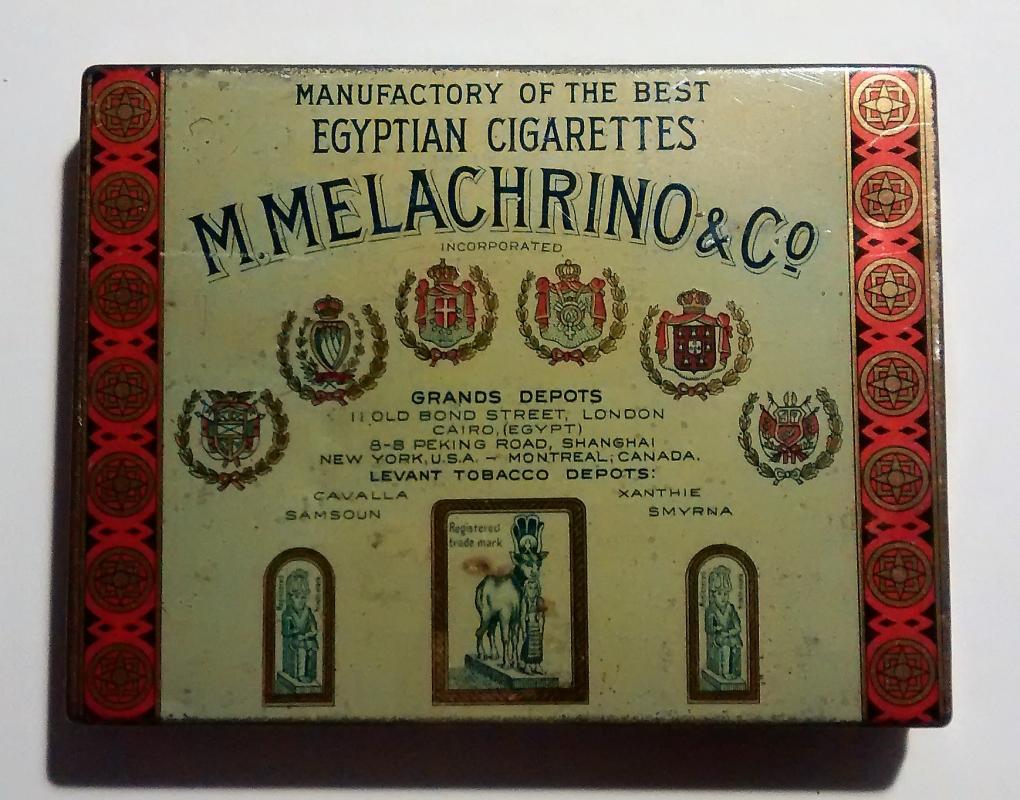 MANUFACTORY OF THE BEST
EGYPTIAN CIGARETTES
M. MELACHRINO & Co
INCORPORATED
GRANDS DEPOTS
11 OLD BOND STREET, LONDON
CAIRO, (EGYPT)
8-8 PEKING ROAD, SHANGHAI
NEW YORK, U.S.A. – MONTREAL, CANADA.
LEVANT TOBACCO DEPOTS:
CAVALLA XANTHIE
SAMSOUN SMYRNA
Registered
trade mark